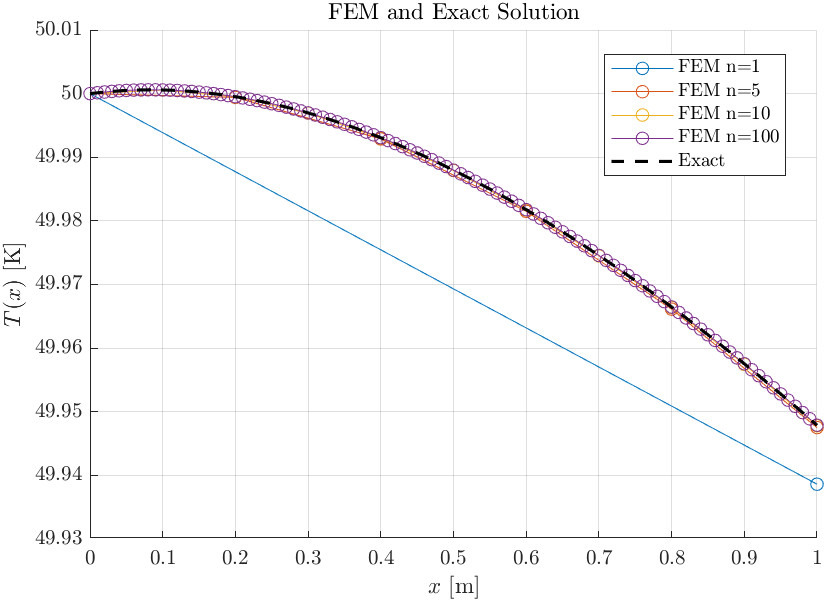 FEM and Exact Solution
50.01
50
49.99
49.98
49.97
49.96
49.95
49.94
49.93
T(x) [K]
FEM n=1
FEM n=5
FEM n=10
FEM n=100
Exact
0 0.1 0.2 0.3 0.4 0.5 0.6 0.7 0.8 0.9 1
x [m]